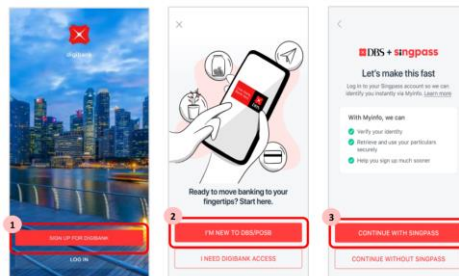 digibank
1
SIGN UP FOR DIGIBANK
LOG IN
DBS
Ready to move banking to your
fingertips? Start here.
2
I'M NEW TO DBS/POSB
I NEED DIGIBANK ACCESS
DBS + singpass
Let's make this fast
Log in to your Singpass account so we can
identify you instantly via Myinfo. Learn more
With Myinfo, we can
Verify your identity
Retrieve and use your particulars
securely
Help you sign up much sooner
3
CONTINUE WITH SINGPASS
CONTINUE WITHOUT SINGPASS